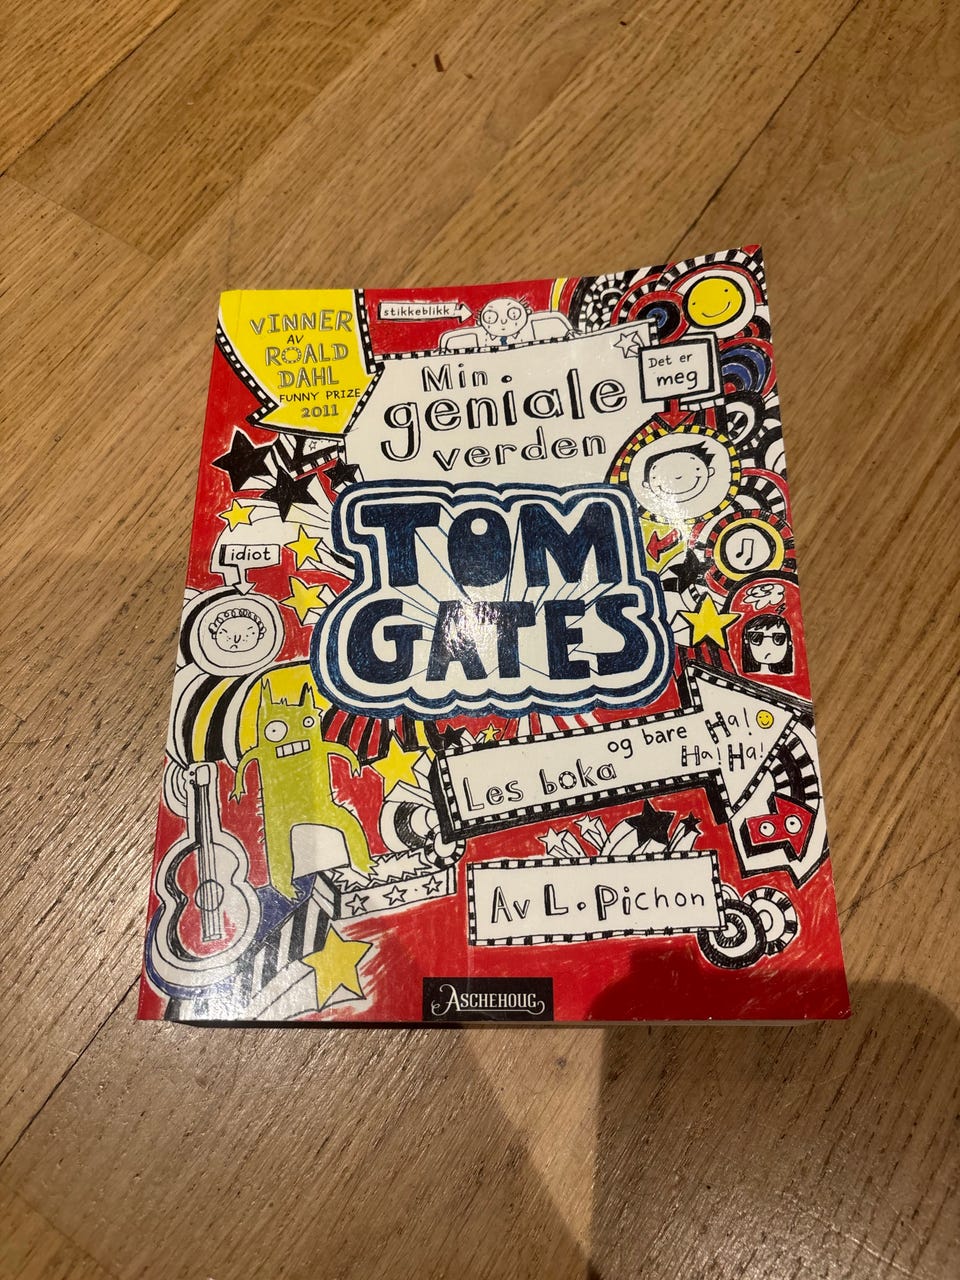 VINNER
AV
ROALD
DAHL
FUNNY PRIZE
2011
stikkeblikk
Min
geniale
verden
Det er
meg
TOM
GATES
idiot
Les boka og bare Ha!
Ha! Ha!
Av L. Pichon
ASCHEHOUG